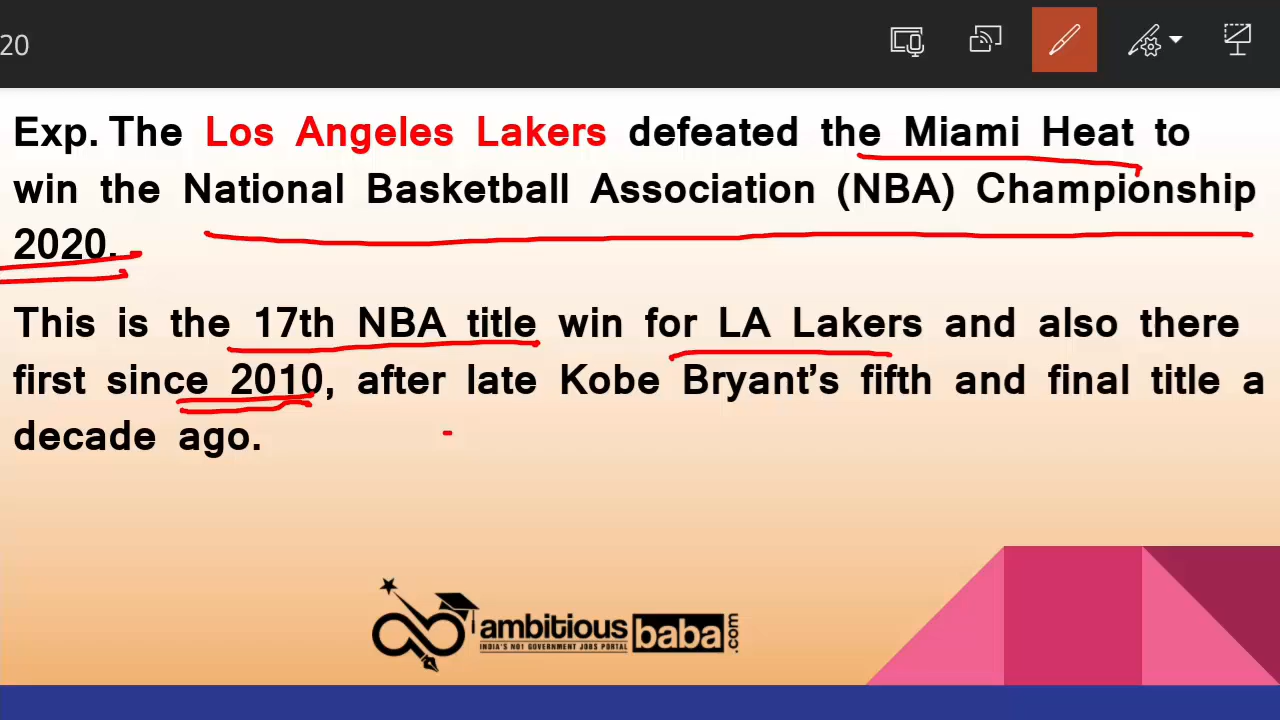 20
Exp. The Los Angeles Lakers defeated the Miami Heat to
win the National Basketball Association (NBA) Championship
2020.
This is the 17th NBA title win for LA Lakers and also there
first since 2010, after late Kobe Bryant's fifth and final title a
decade ago.
ambitiousbaba.com
INDIA'S NO1 GOVERNMENT JOBS PORTAL